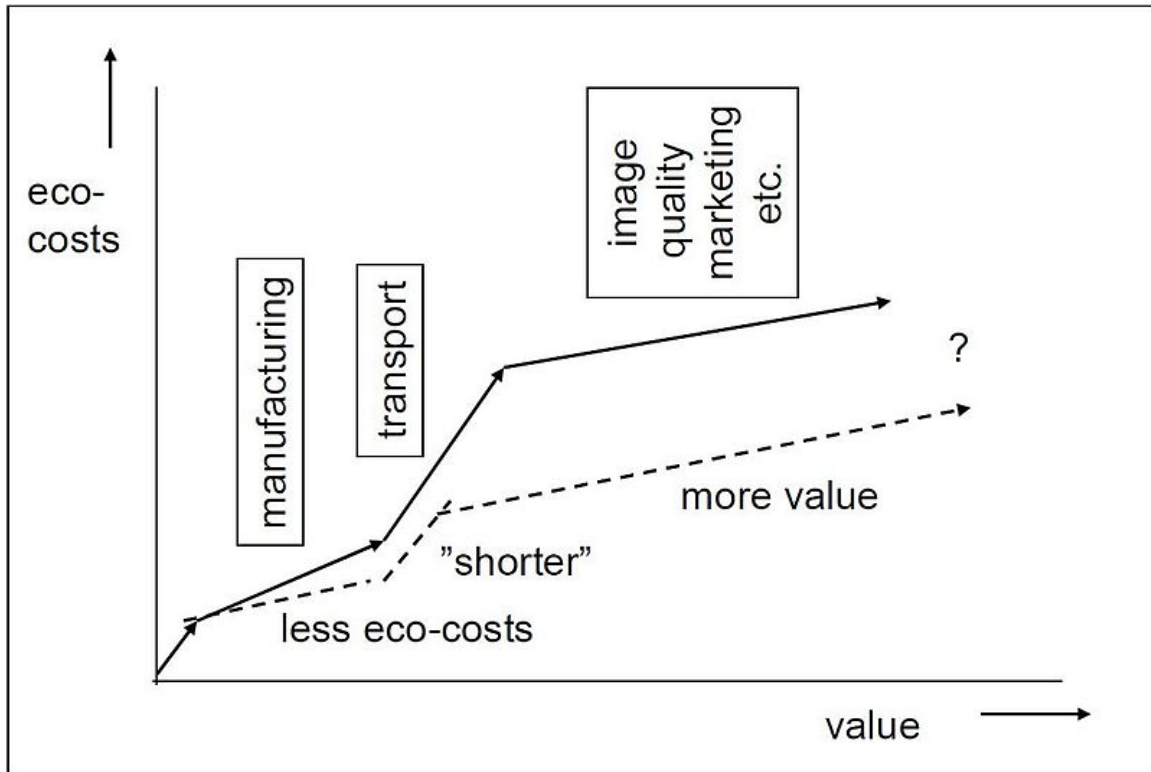 eco-
costs
manufacturing
transport
image
quality
marketing
etc.
?
more value
”shorter”
less eco-costs
value